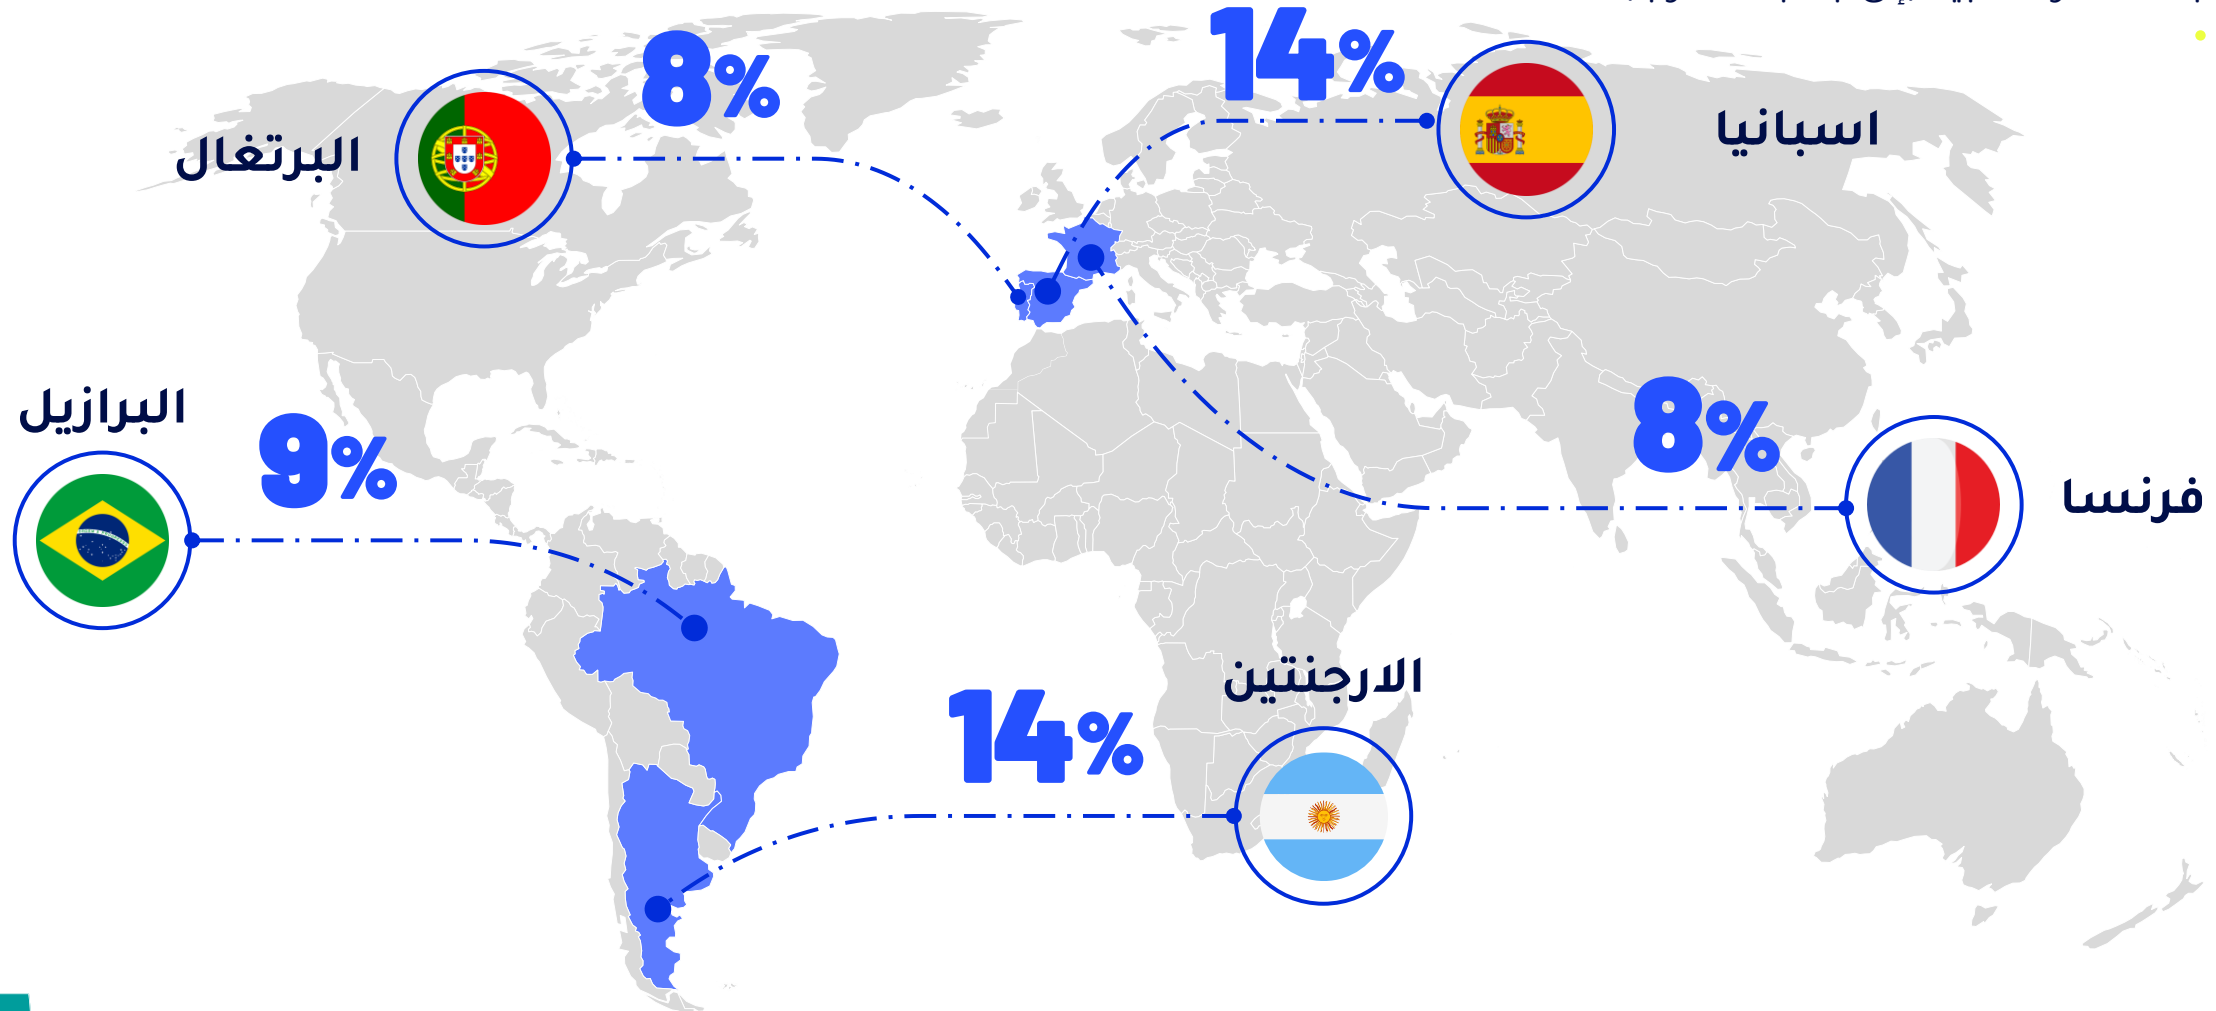 14%
اسبانيا
8%
البرتغال
البرازيل
9%
8%
فرنسا
الارجنتين
14%